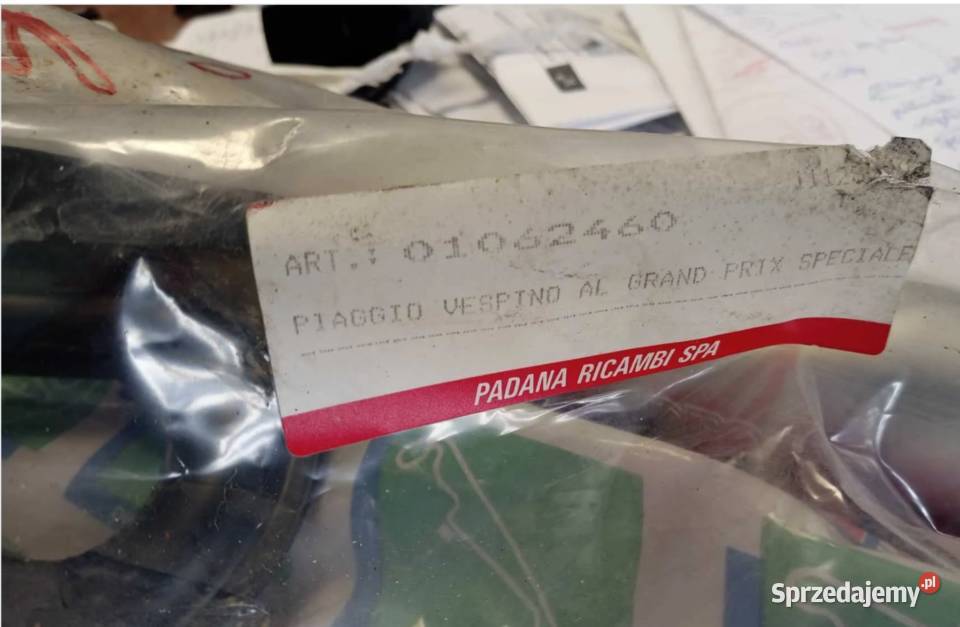 ART.: 01062460
PIAGGIO VESPINO AL GRAND PRIX SPECIALE
PADANA RICAMBI SPA
Sprzedajemy.pl